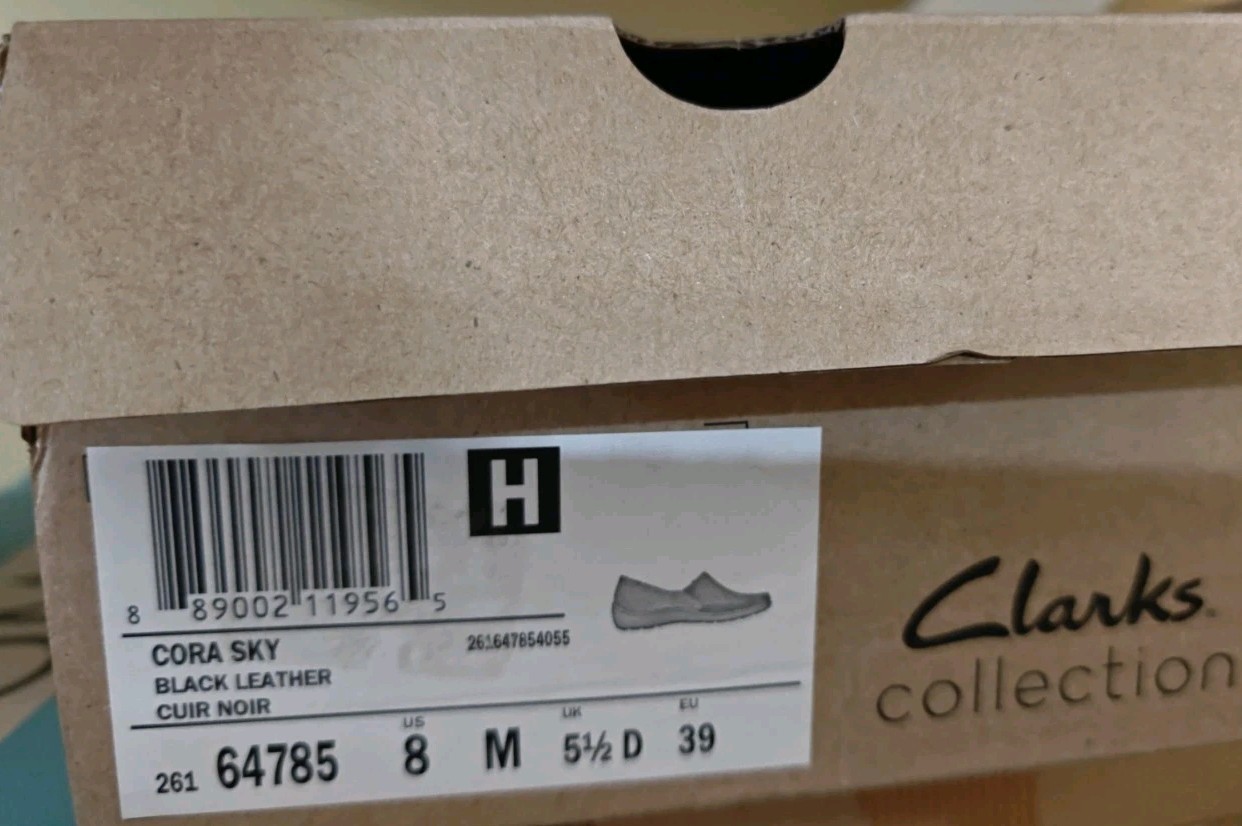 H
8 89002 11956 5
261647854055
CORA SKY
BLACK LEATHER
CUIR NOIR
US UK EU
261 64785 8 M 5½ D 39
Clarks
collection